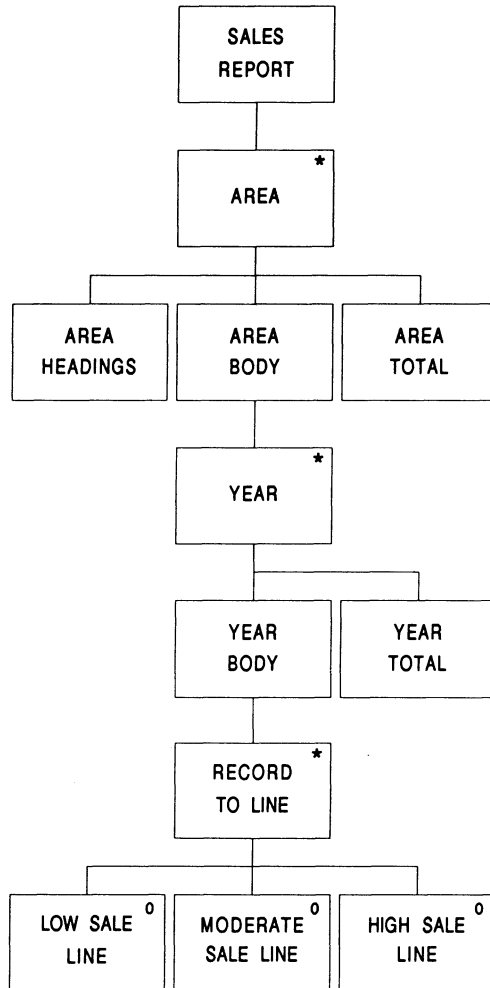 SALES
REPORT
*
AREA
AREA
HEADINGS
AREA
BODY
AREA
TOTAL
*
YEAR
YEAR
BODY
YEAR
TOTAL
*
RECORD
TO LINE
0
LOW SALE
LINE
0
MODERATE
SALE LINE
0
HIGH SALE
LINE